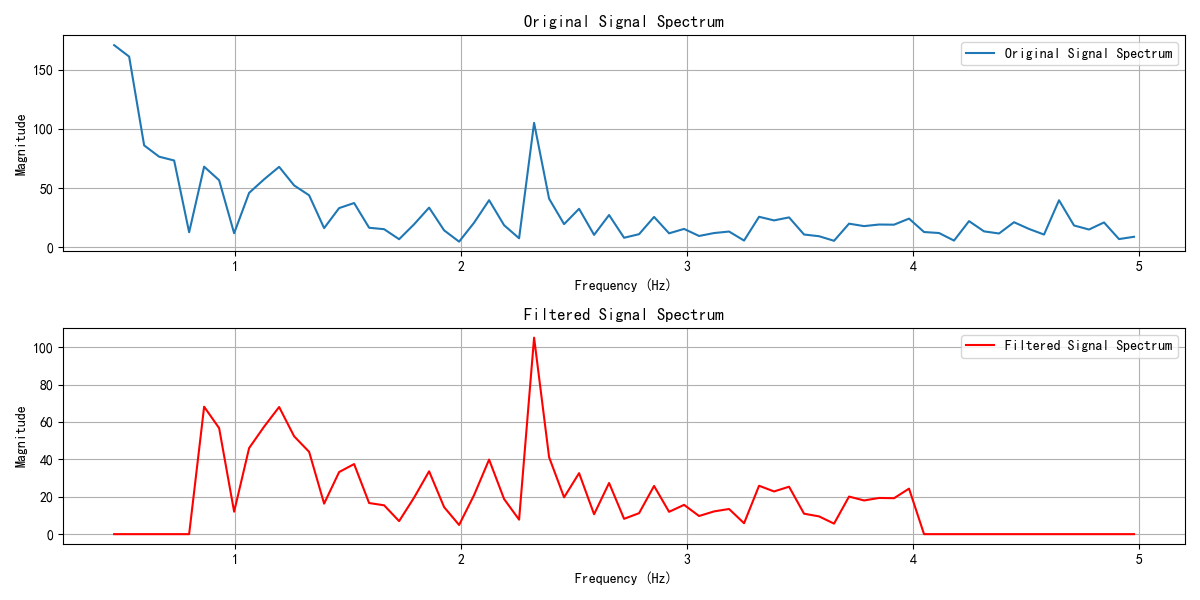 Original Signal Spectrum
Original Signal Spectrum
Magnitude
150
100
50
0
1 2 3 4 5
Frequency (Hz)
Filtered Signal Spectrum
Filtered Signal Spectrum
Magnitude
100
80
60
40
20
0
1 2 3 4 5
Frequency (Hz)